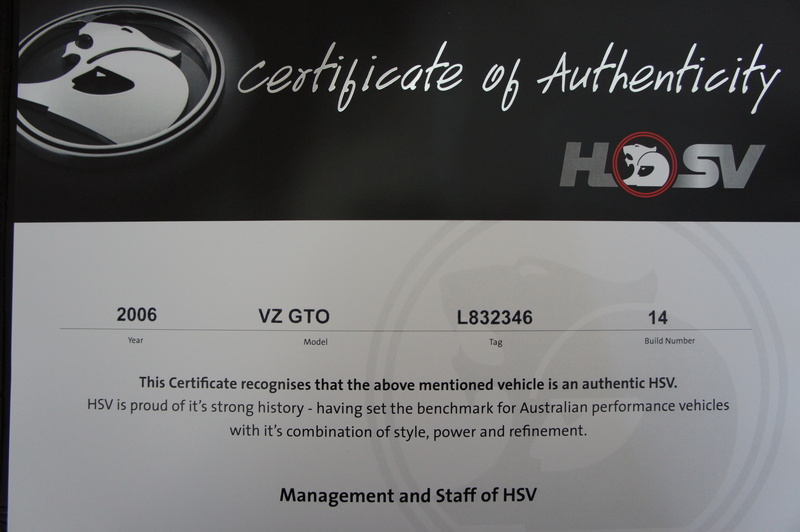 Certificate of Authenticity
HSV
2006 VZ GTO L832346 14
Year Model Tag Build Number
This Certificate recognises that the above mentioned vehicle is an authentic HSV.
HSV is proud of it's strong history - having set the benchmark for Australian performance vehicles
with it's combination of style, power and refinement.
Management and Staff of HSV